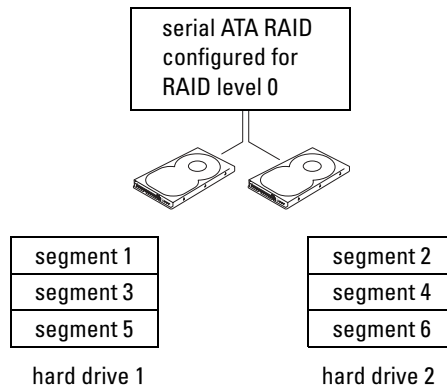 serial ATA RAID
configured for
RAID level 0
segment 1
segment 3
segment 5
hard drive 1
segment 2
segment 4
segment 6
hard drive 2